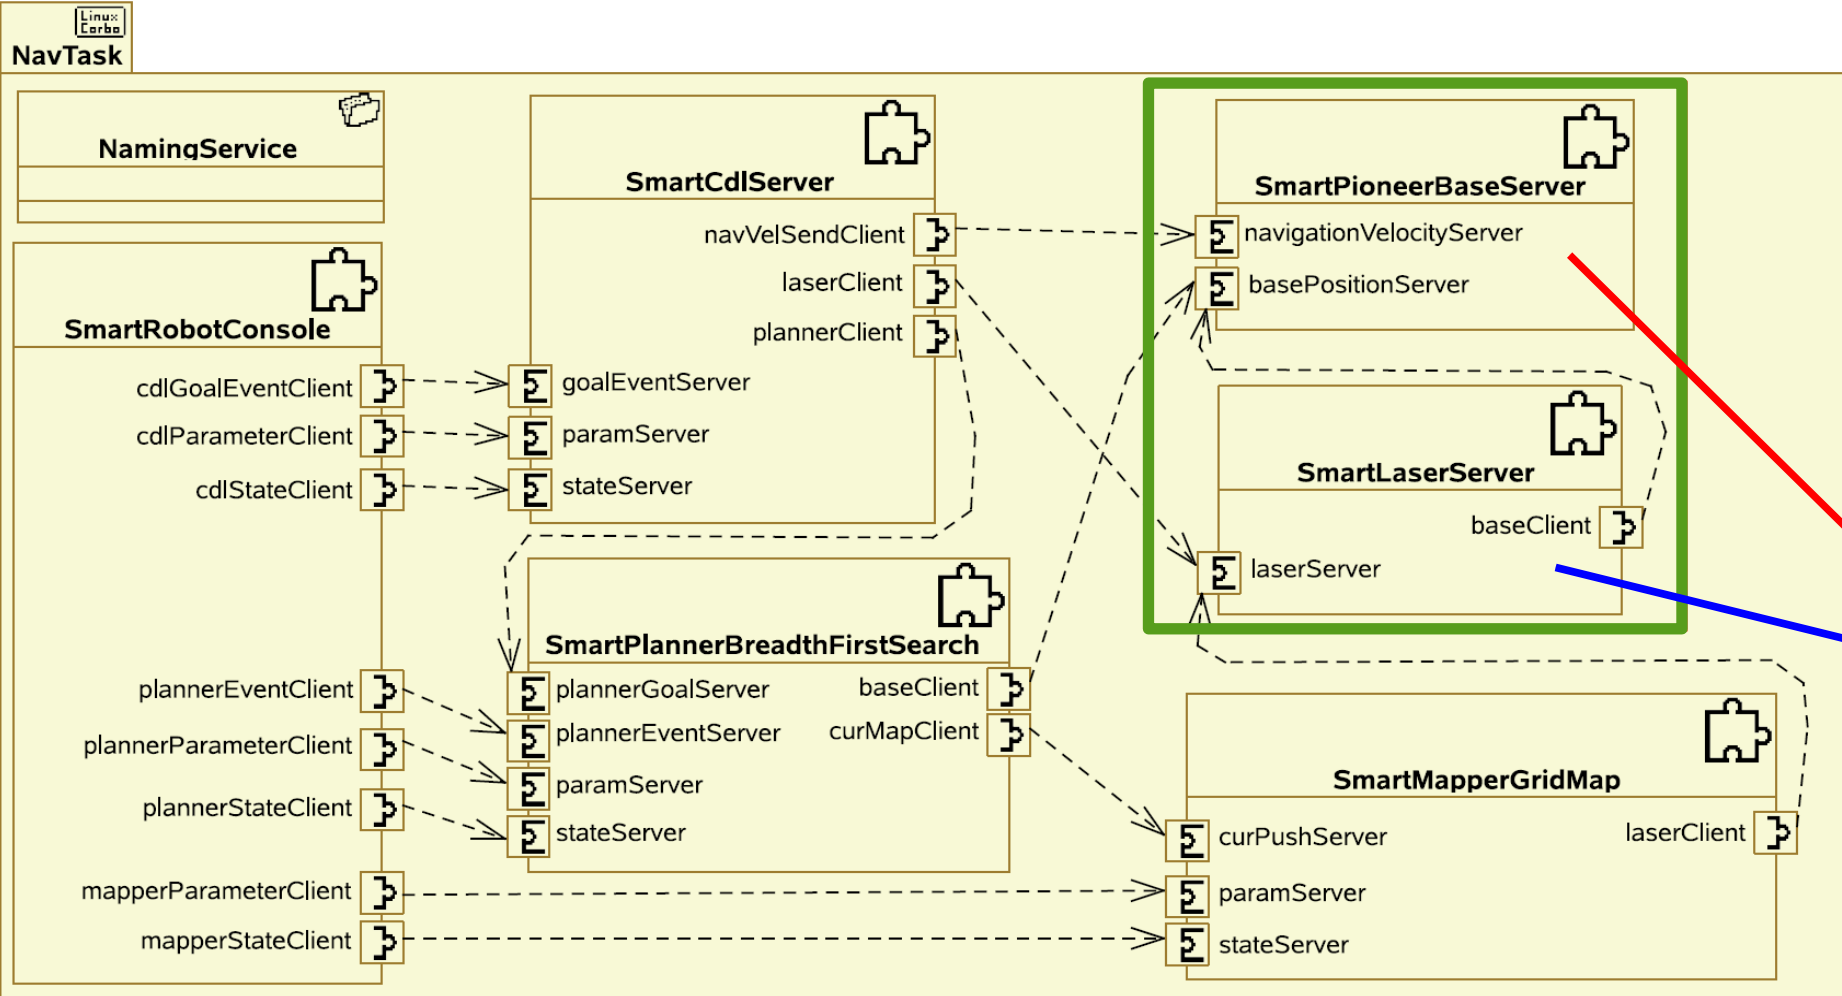 Linux
Corba
NavTask
NamingService
SmartRobotConsole
cdlGoalEventClient
cdlParameterClient
cdlStateClient
plannerEventClient
plannerParameterClient
plannerStateClient
mapperParameterClient
mapperStateClient
SmartCdlServer
navVelSendClient
laserClient
plannerClient
goalEventServer
paramServer
stateServer
SmartPlannerBreadthFirstSearch
plannerGoalServer
baseClient
plannerEventServer
curMapClient
paramServer
stateServer
SmartPioneerBaseServer
navigationVelocityServer
basePositionServer
SmartLaserServer
baseClient
laserServer
SmartMapperGridMap
curPushServer
laserClient
paramServer
stateServer